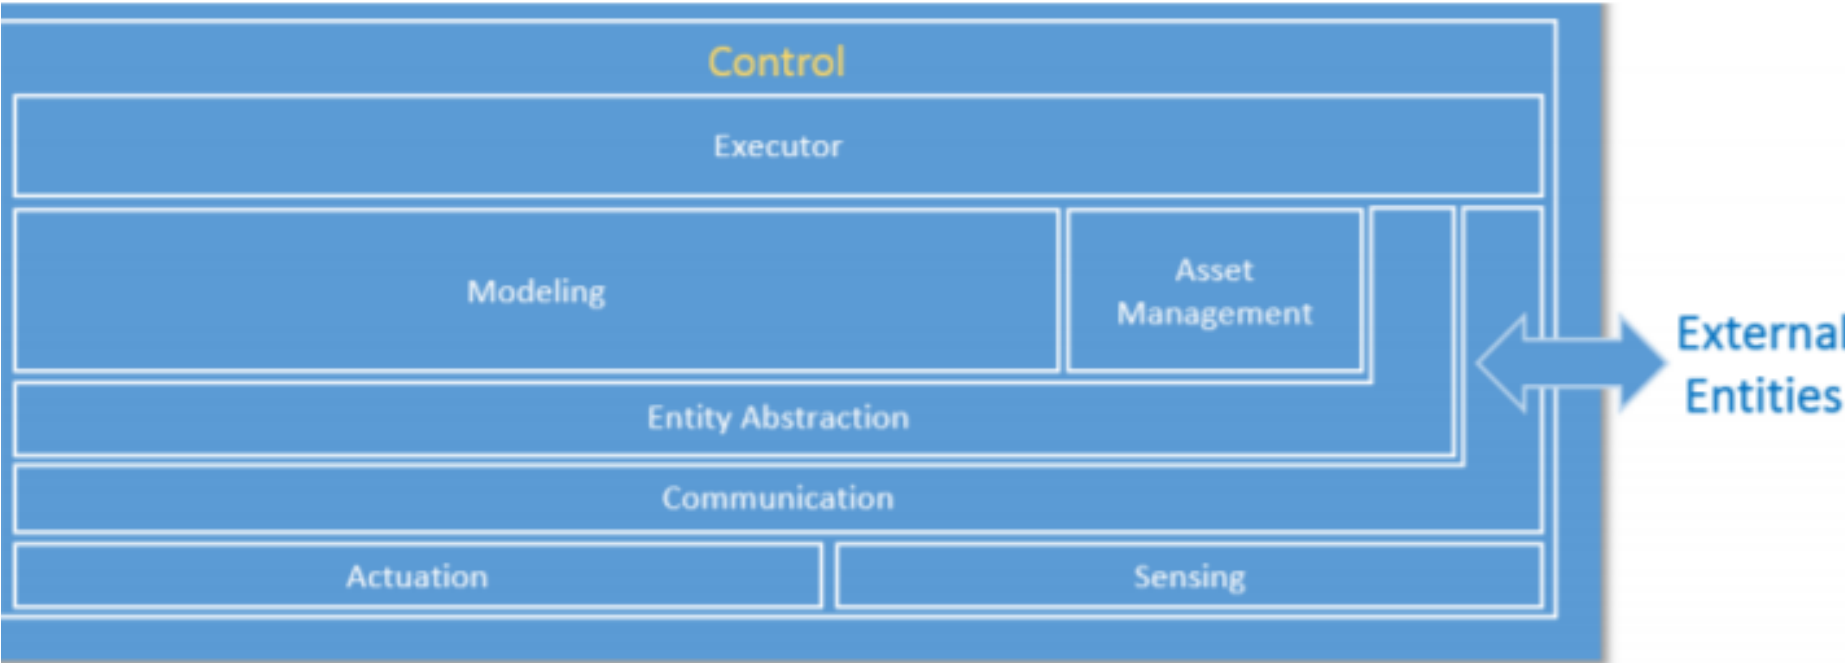 Control
Executor
Modeling
Asset
Management
External
Entities
Entity Abstraction
Communication
Actuation
Sensing